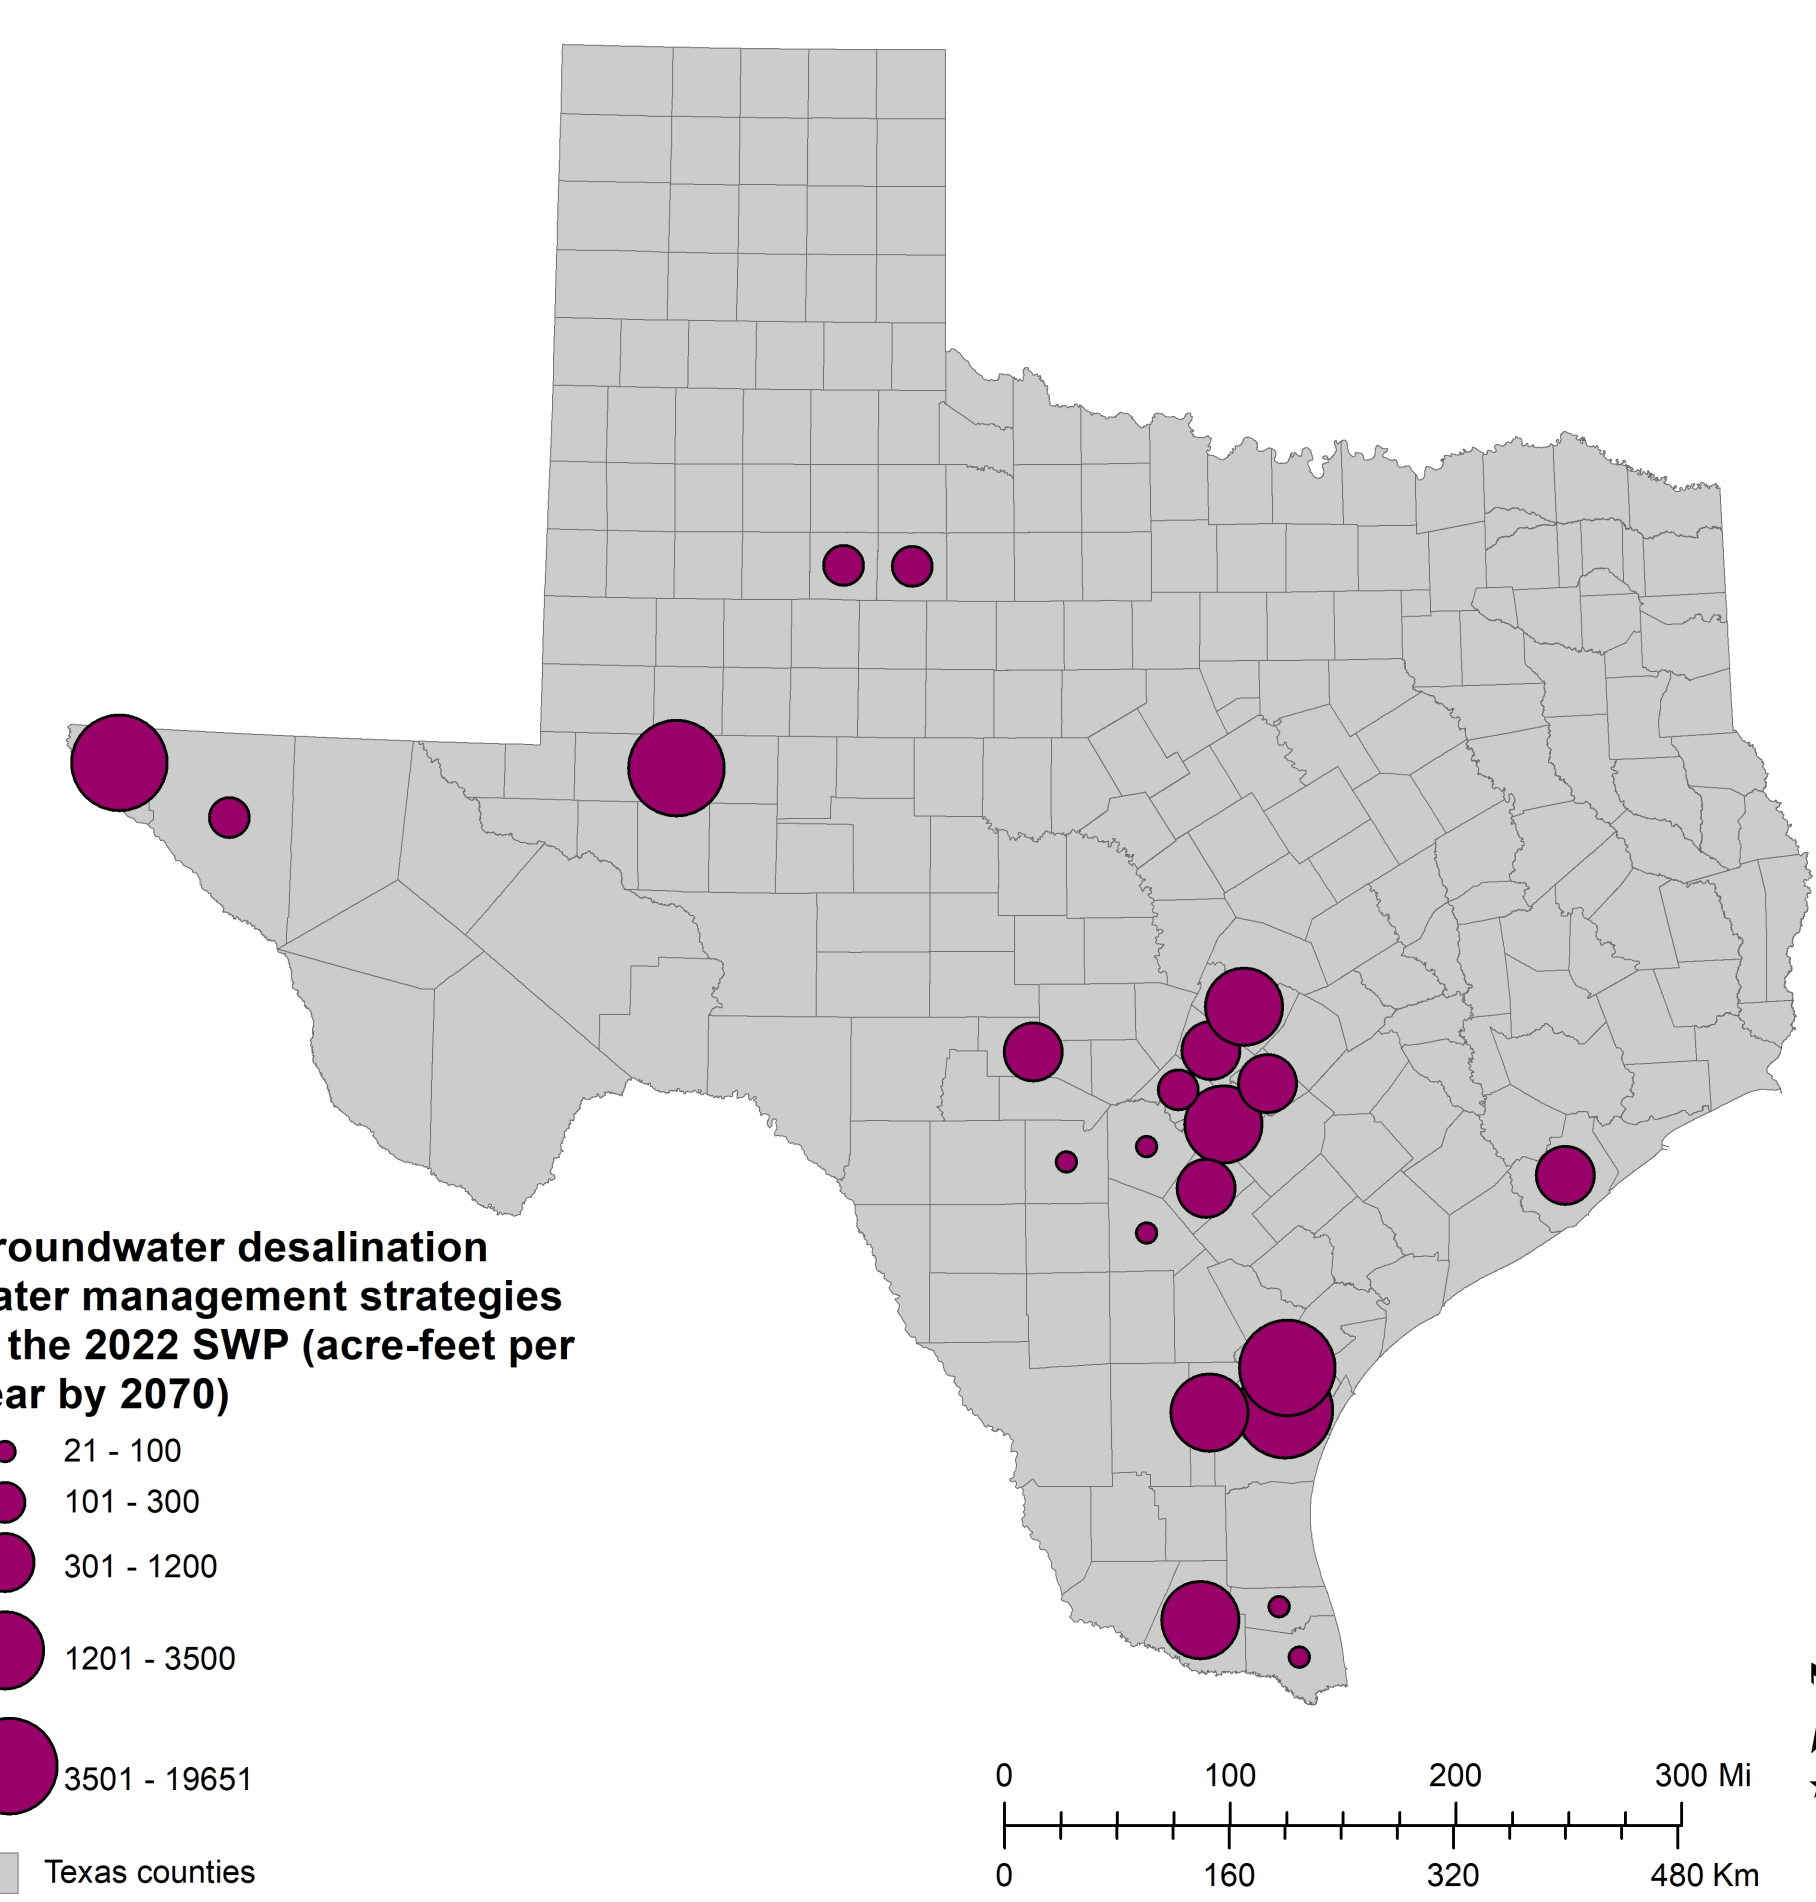 roundwater desalination
ater management strategies
the 2022 SWP (acre-feet per
ear by 2070)
21 - 100
101 - 300
301 - 1200
1201 - 3500
3501 - 19651
Texas counties
0 100 200 300 Mi
0 160 320 480 Km